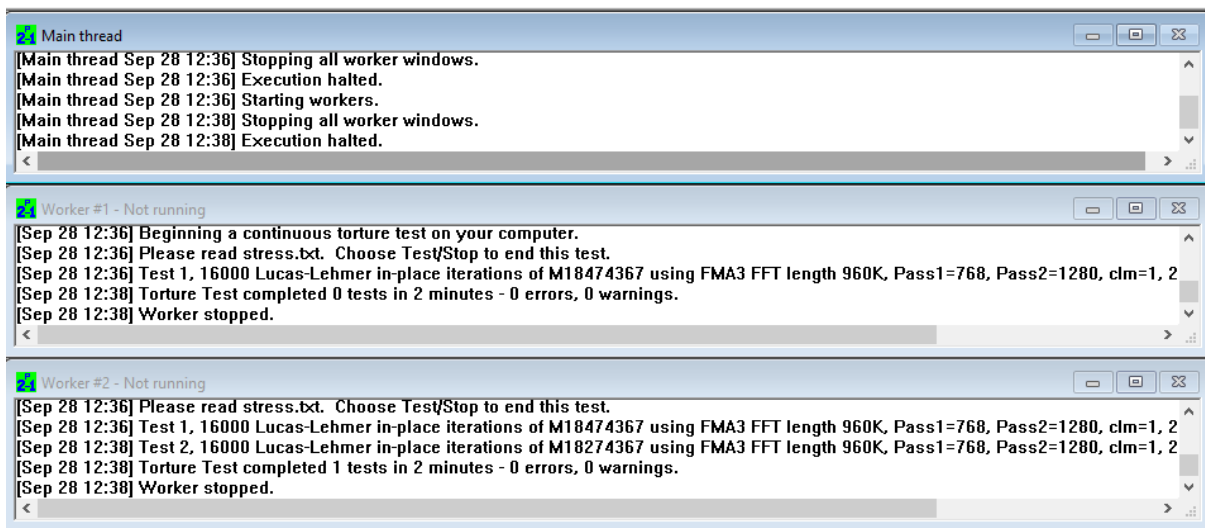 Main thread
[Main thread Sep 28 12:36] Stopping all worker windows.
[Main thread Sep 28 12:36] Execution halted.
[Main thread Sep 28 12:36] Starting workers.
[Main thread Sep 28 12:38] Stopping all worker windows.
[Main thread Sep 28 12:38] Execution halted.
Worker #1 - Not running
[Sep 28 12:36] Beginning a continuous torture test on your computer.
[Sep 28 12:36] Please read stress.txt.  Choose Test/Stop to end this test.
[Sep 28 12:36] Test 1, 16000 Lucas-Lehmer in-place iterations of M18474367 using FMA3 FFT length 960K, Pass1=768, Pass2=1280, clm=1, 2
[Sep 28 12:38] Torture Test completed 0 tests in 2 minutes - 0 errors, 0 warnings.
[Sep 28 12:38] Worker stopped.
Worker #2 - Not running
[Sep 28 12:36] Please read stress.txt.  Choose Test/Stop to end this test.
[Sep 28 12:36] Test 1, 16000 Lucas-Lehmer in-place iterations of M18474367 using FMA3 FFT length 960K, Pass1=768, Pass2=1280, clm=1, 2
[Sep 28 12:38] Test 2, 16000 Lucas-Lehmer in-place iterations of M18274367 using FMA3 FFT length 960K, Pass1=768, Pass2=1280, clm=1, 2
[Sep 28 12:38] Torture Test completed 1 tests in 2 minutes - 0 errors, 0 warnings.
[Sep 28 12:38] Worker stopped.